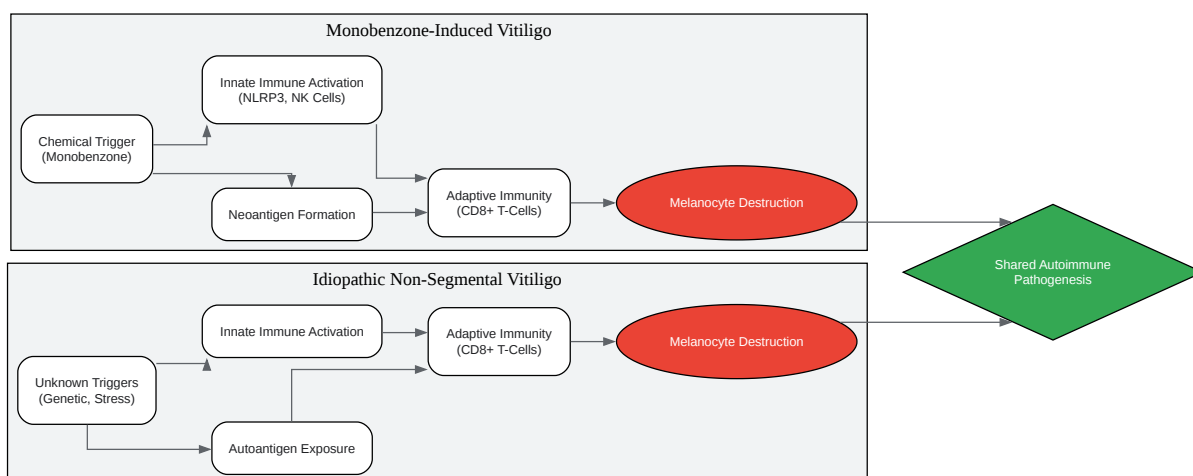 Monobenzone-Induced Vitiligo
Innate Immune Activation
(NLRP3, NK Cells)
Chemical Trigger
(Monobenzone)
Neoantigen Formation
Adaptive Immunity
(CD8+ T-Cells)
Melanocyte Destruction
Shared Autoimmune
Pathogenesis
Idiopathic Non-Segmental Vitiligo
Innate Immune Activation
Unknown Triggers
(Genetic, Stress)
Autoantigen Exposure
Adaptive Immunity
(CD8+ T-Cells)
Melanocyte Destruction